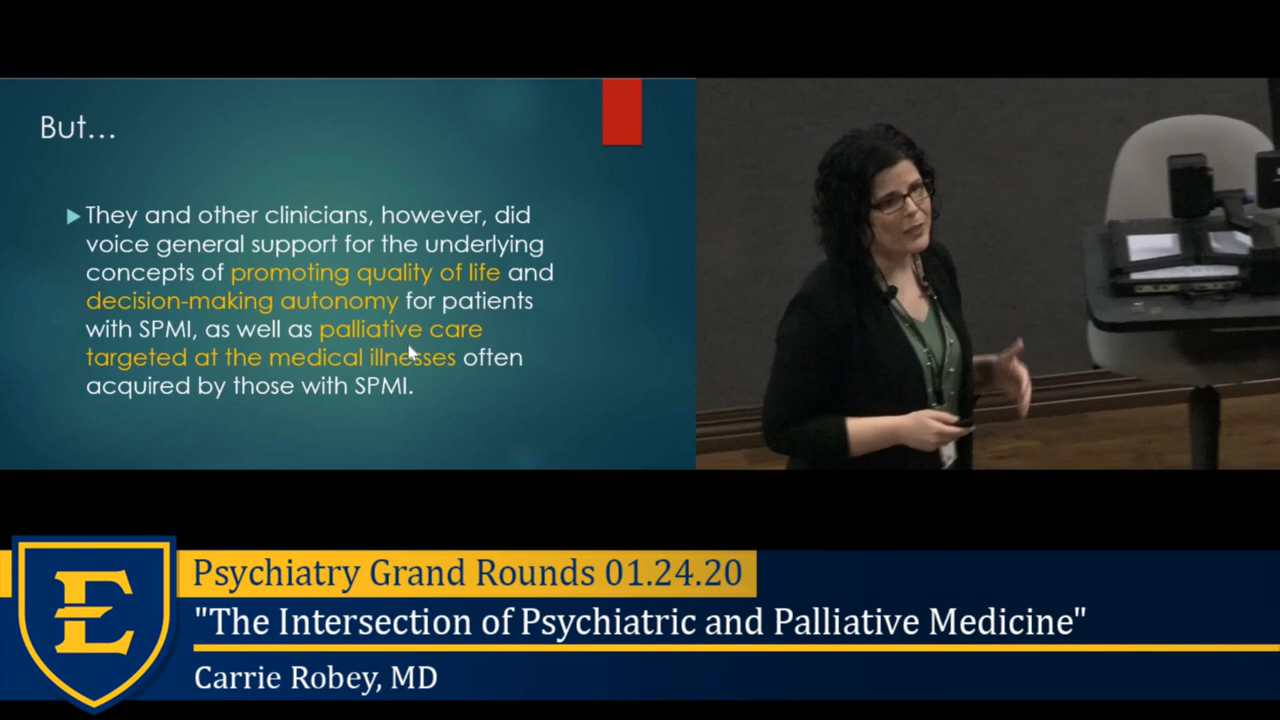 But...
They and other clinicians, however, did
voice general support for the underlying
concepts of promoting quality of life and
decision-making autonomy for patients
with SPMI, as well as palliative care
targeted at the medical illnesses often
acquired by those with SPMI.
E
Psychiatry Grand Rounds 01.24.20
"The Intersection of Psychiatric and Palliative Medicine"
Carrie Robey, MD